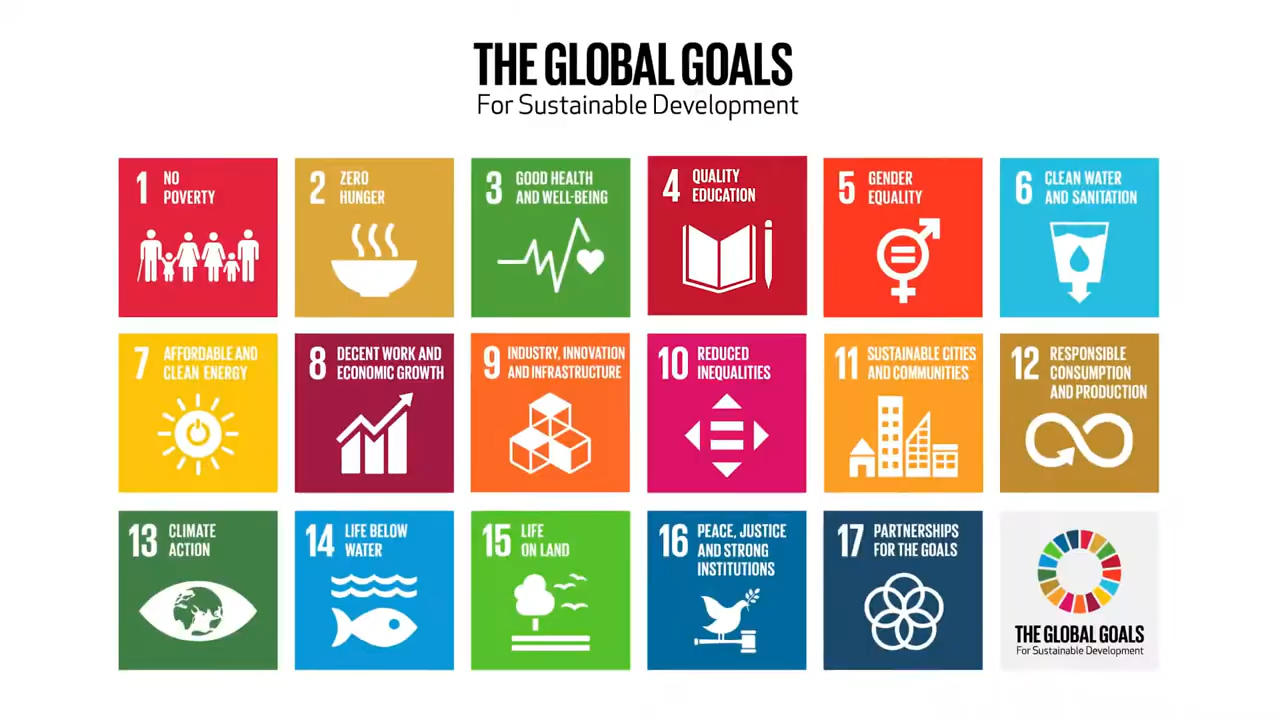 THE GLOBAL GOALS
For Sustainable Development
1 NO
POVERTY
2 ZERO
HUNGER
3 GOOD HEALTH
AND WELL-BEING
4 QUALITY
EDUCATION
5 GENDER
EQUALITY
6 CLEAN WATER
AND SANITATION
7 AFFORDABLE AND
CLEAN ENERGY
8 DECENT WORK AND
ECONOMIC GROWTH
9 INDUSTRY, INNOVATION
AND INFRASTRUCTURE
10 REDUCED
INEQUALITIES
11 SUSTAINABLE CITIES
AND COMMUNITIES
12 RESPONSIBLE
CONSUMPTION
AND PRODUCTION
13 CLIMATE
ACTION
14 LIFE BELOW
WATER
15 LIFE
ON LAND
16 PEACE, JUSTICE
AND STRONG
INSTITUTIONS
17 PARTNERSHIPS
FOR THE GOALS
THE GLOBAL GOALS
For Sustainable Development